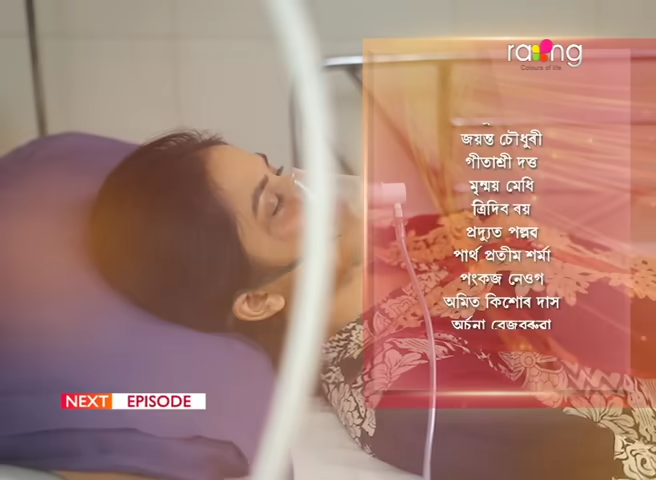 rang
Colours of life
জয়ন্ত চৌধুৰী
গীতাশ্ৰী দত্ত
মৃন্ময় মেধি
ত্ৰিদিব ৰয়
প্ৰদ্যুত পল্লৱ
পাৰ্থ প্ৰতীম শৰ্মা
পংকজ নেওগ
অমিত কিশোৰ দাস
অৰ্চনা বেজবৰুৱা
NEXT EPISODE